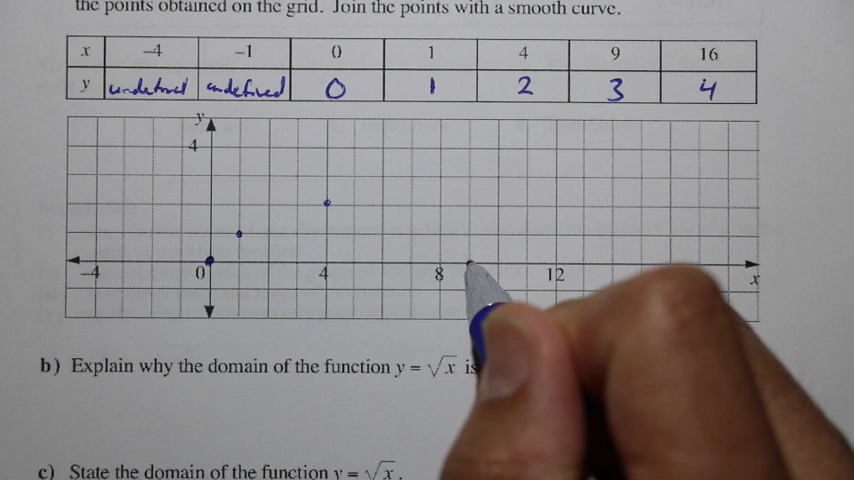 the points obtained on the grid. Join the points with a smooth curve.
x –4 –1 0 1 4 9 16
y undefined undefined 0 1 2 3 4
y
4
–4 0 4 8 12 x
b) Explain why the domain of the function y = √x is
c) State the domain of the function y = √x.